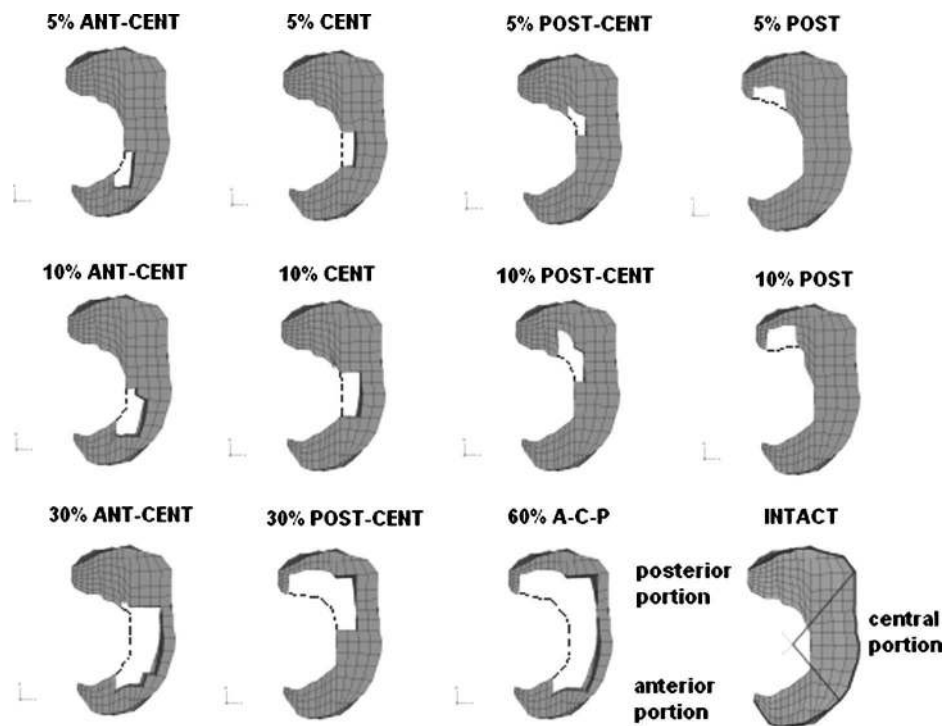 5% ANT-CENT
5% CENT
5% POST-CENT
5% POST
10% ANT-CENT
10% CENT
10% POST-CENT
10% POST
30% ANT-CENT
30% POST-CENT
60% A-C-P
INTACT
posterior
portion
central
portion
anterior
portion